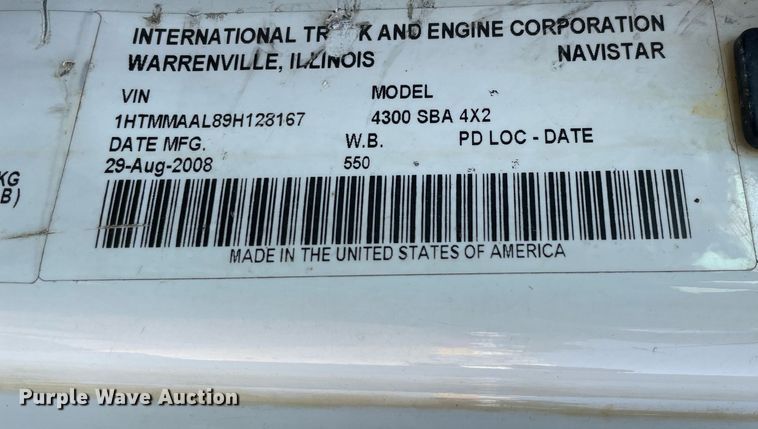 INTERNATIONAL TR K AND ENGINE CORPORATION
WARRENVILLE, ILLINOIS NAVISTAR
VIN MODEL
1HTMMAAL89H128167 4300 SBA 4X2
DATE MFG. W.B. PD LOC - DATE
29-Aug-2008 550
KG
B)
MADE IN THE UNITED STATES OF AMERICA
Purple Wave Auction